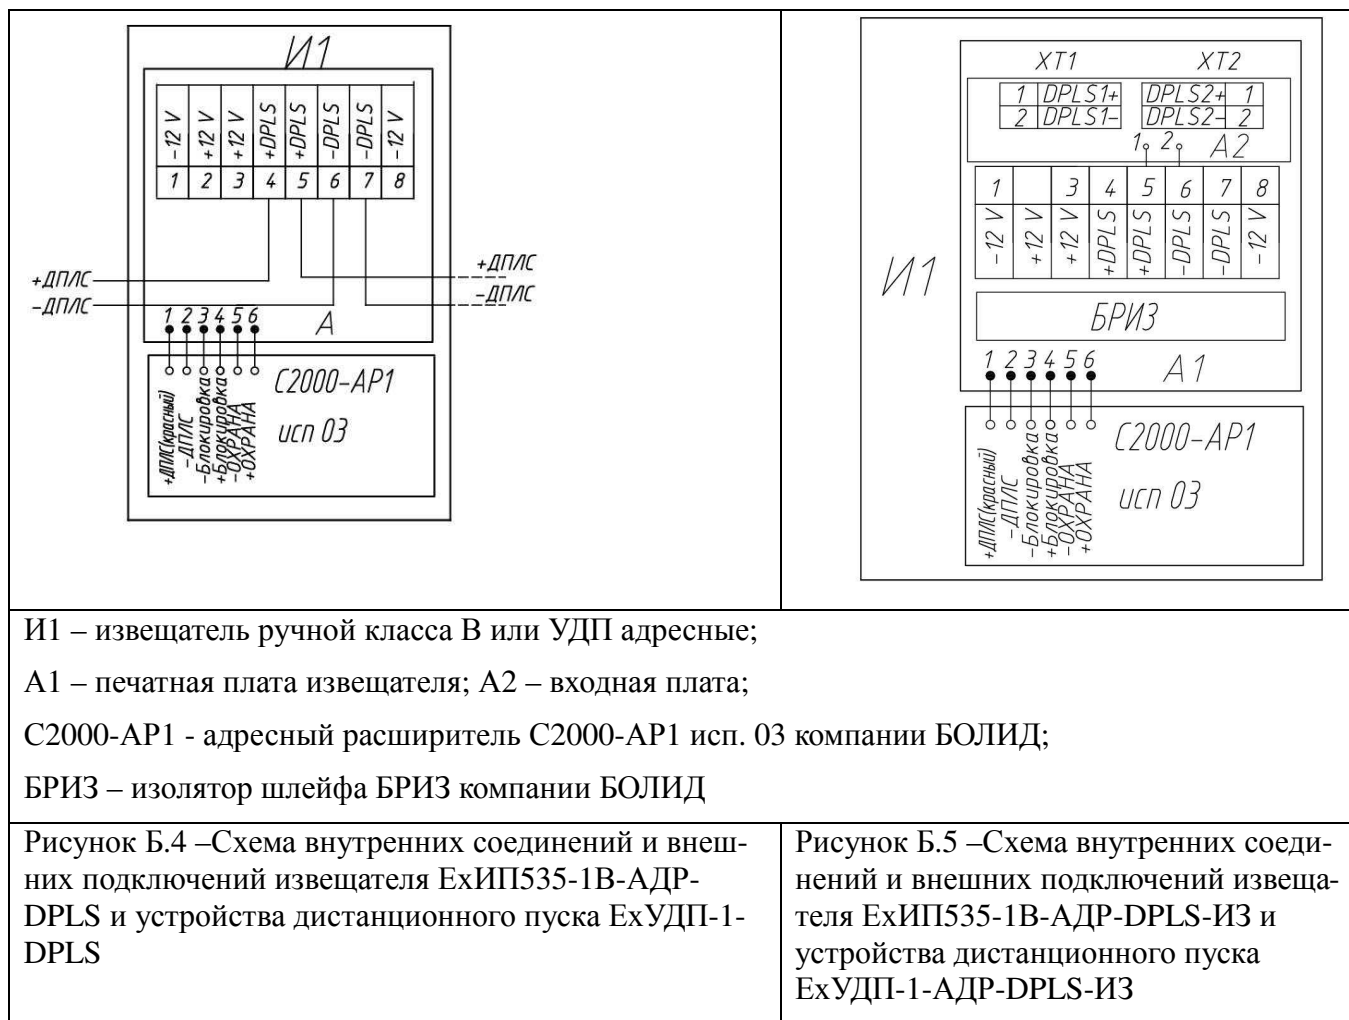 И1
-12 V +12 V +12 V +DPLS +DPLS -DPLS -DPLS -12 V
1 2 3 4 5 6 7 8
+ДПЛС
-ДПЛС
+ДПЛС
-ДПЛС
1 2 3 4 5 6
А
С2000-АР1
исп 03
+ДПЛС(красный)
-ДПЛС
-Блокировка
+Блокировка
-ОХРАНА
+ОХРАНА
И1
XT1 XT2
1 DPLS1+ DPLS2+ 1
2 DPLS1- DPLS2- 2
1 2 А2
1 3 4 5 6 7 8
-12 V +12 V +12 V +DPLS +DPLS -DPLS -DPLS -12 V
БРИЗ
1 2 3 4 5 6
А1
С2000-АР1
исп 03
+ДПЛС(красный)
-ДПЛС
-Блокировка
+Блокировка
-ОХРАНА
+ОХРАНА
И1 – извещатель ручной класса В или УДП адресные;
А1 – печатная плата извещателя; А2 – входная плата;
С2000-АР1 - адресный расширитель С2000-АР1 исп. 03 компании БОЛИД;
БРИЗ – изолятор шлейфа БРИЗ компании БОЛИД
Рисунок Б.4 –Схема внутренних соединений и внеш-
них подключений извещателя ЕхИП535-1В-АДР-
DPLS и устройства дистанционного пуска ЕхУДП-1-
DPLS
Рисунок Б.5 –Схема внутренних соеди-
нений и внешних подключений извеща-
теля ЕхИП535-1В-АДР-DPLS-ИЗ и
устройства дистанционного пуска
ЕхУДП-1-АДР-DPLS-ИЗ